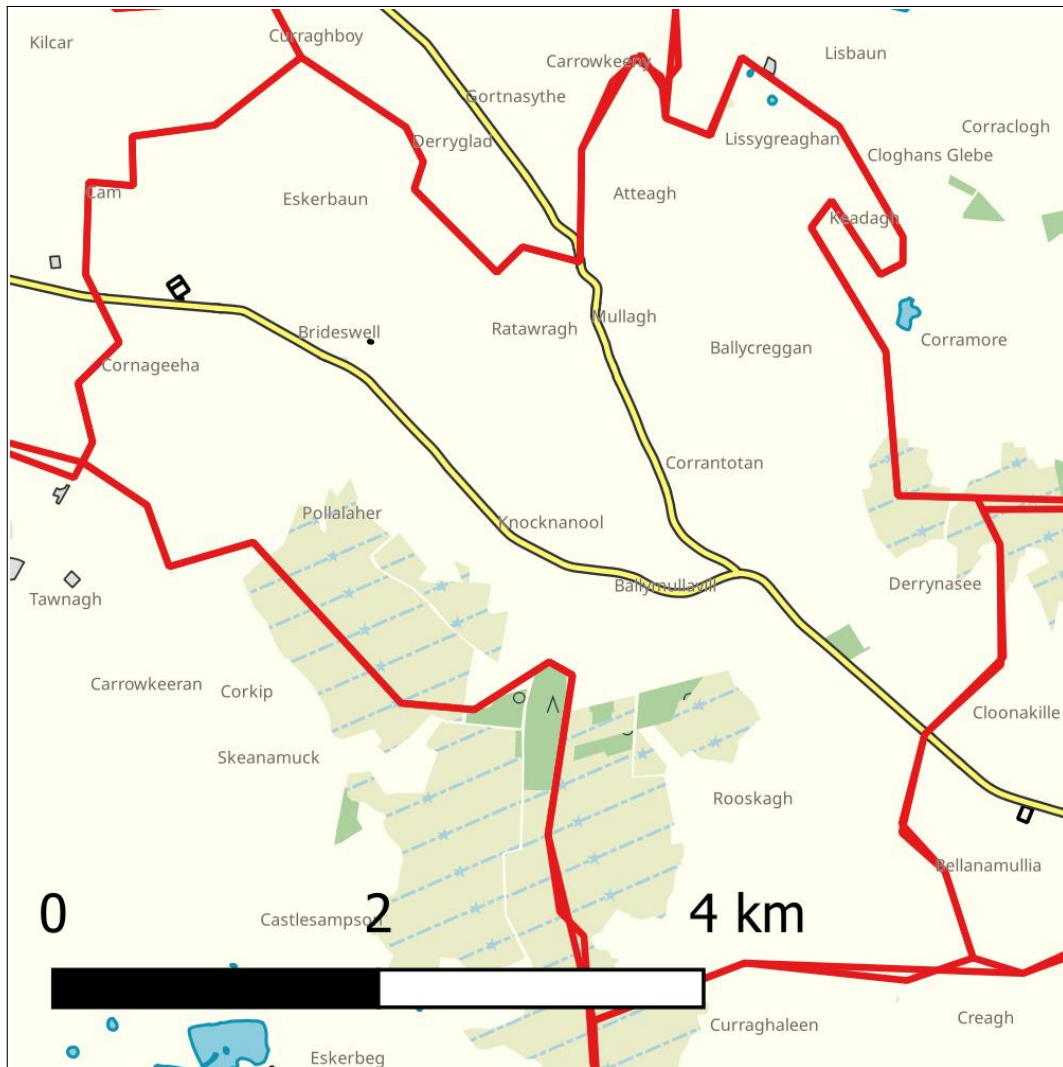 Kilcar
Curraghboy
Carrowkeeny
Lisbaun
Gortnasythe
Derryglad
Lissygreaghan
Corraclogh
Cloghans Glebe
Cam
Eskerbaun
Atteagh
Keadagh
Brideswell
Ratawragh
Mullagh
Ballycreggan
Corramore
Cornageeha
Corrantotan
Pollalaher
Knocknanool
Tawnagh
Ballymullavill
Derrynasee
Carrowkeeran
Corkip
Cloonakille
Skeanamuck
Rooskagh
Bellanamullia
Castlesampson
0 2 4 km
Curraghaleen
Creagh
Eskerbeg